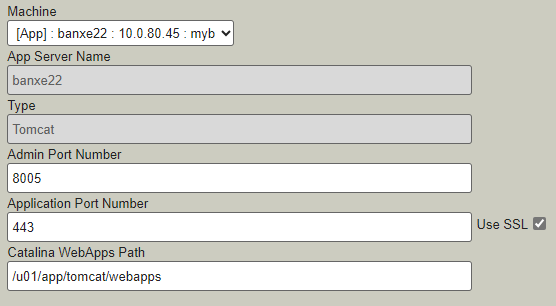 Machine
[App] : banxe22 : 10.0.80.45 : myb
App Server Name
banxe22
Type
Tomcat
Admin Port Number
8005
Application Port Number
443
Use SSL
Catalina WebApps Path
/u01/app/tomcat/webapps